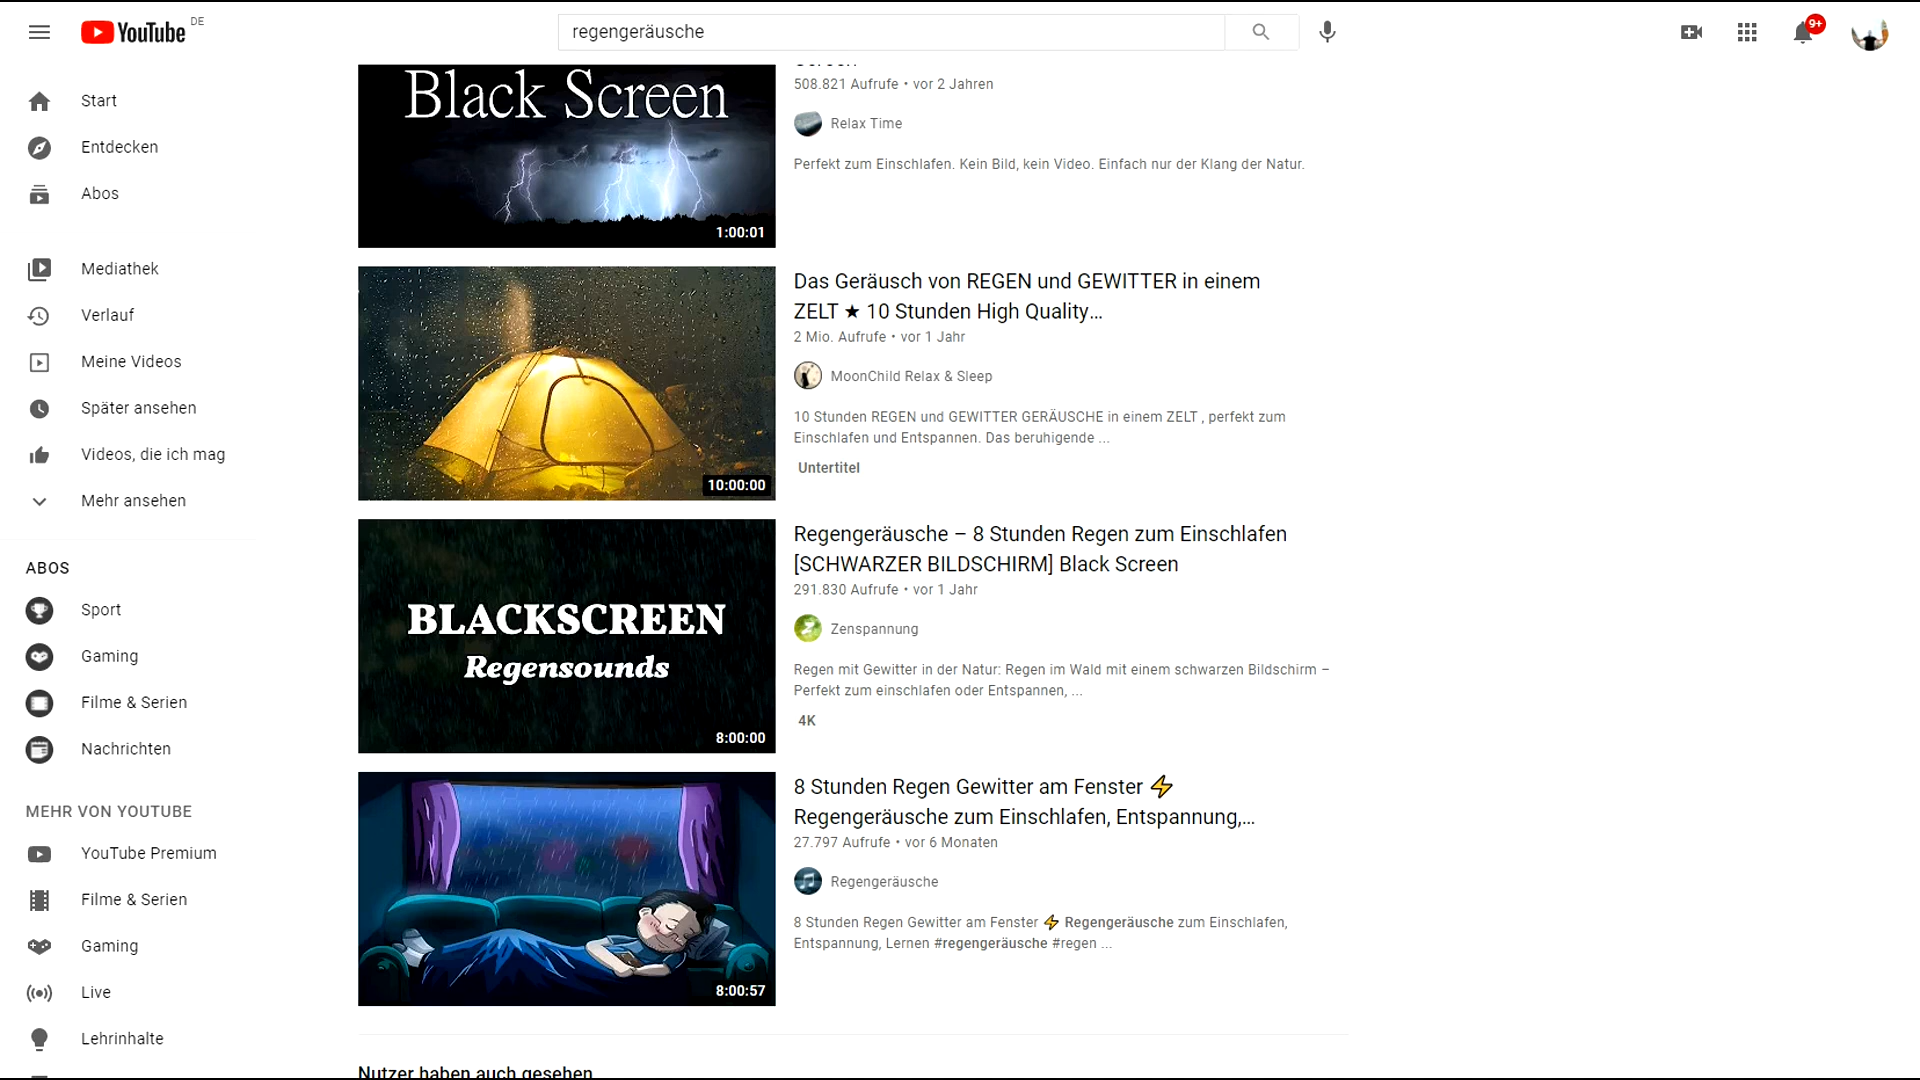 YouTube DE
regengeräusche
9+
Start
Entdecken
Abos
Mediathek
Verlauf
Meine Videos
Später ansehen
Videos, die ich mag
Mehr ansehen
ABOS
Sport
Gaming
Filme & Serien
Nachrichten
MEHR VON YOUTUBE
YouTube Premium
Filme & Serien
Gaming
Live
Lehrinhalte
Black Screen
1:00:01
508.821 Aufrufe • vor 2 Jahren
Relax Time
Perfekt zum Einschlafen. Kein Bild, kein Video. Einfach nur der Klang der Natur.
10:00:00
Das Geräusch von REGEN und GEWITTER in einem
ZELT ★ 10 Stunden High Quality…
2 Mio. Aufrufe • vor 1 Jahr
MoonChild Relax & Sleep
10 Stunden REGEN und GEWITTER GERÄUSCHE in einem ZELT , perfekt zum
Einschlafen und Entspannen. Das beruhigende ...
Untertitel
BLACKSCREEN
Regensounds
8:00:00
Regengeräusche – 8 Stunden Regen zum Einschlafen
[SCHWARZER BILDSCHIRM] Black Screen
291.830 Aufrufe • vor 1 Jahr
Zenspannung
Regen mit Gewitter in der Natur: Regen im Wald mit einem schwarzen Bildschirm –
Perfekt zum einschlafen oder Entspannen, ...
4K
8:00:57
8 Stunden Regen Gewitter am Fenster ⚡
Regengeräusche zum Einschlafen, Entspannung,…
27.797 Aufrufe • vor 6 Monaten
Regengeräusche
8 Stunden Regen Gewitter am Fenster ⚡ Regengeräusche zum Einschlafen,
Entspannung, Lernen #regengeräusche #regen ...
Nutzer haben auch gesehen